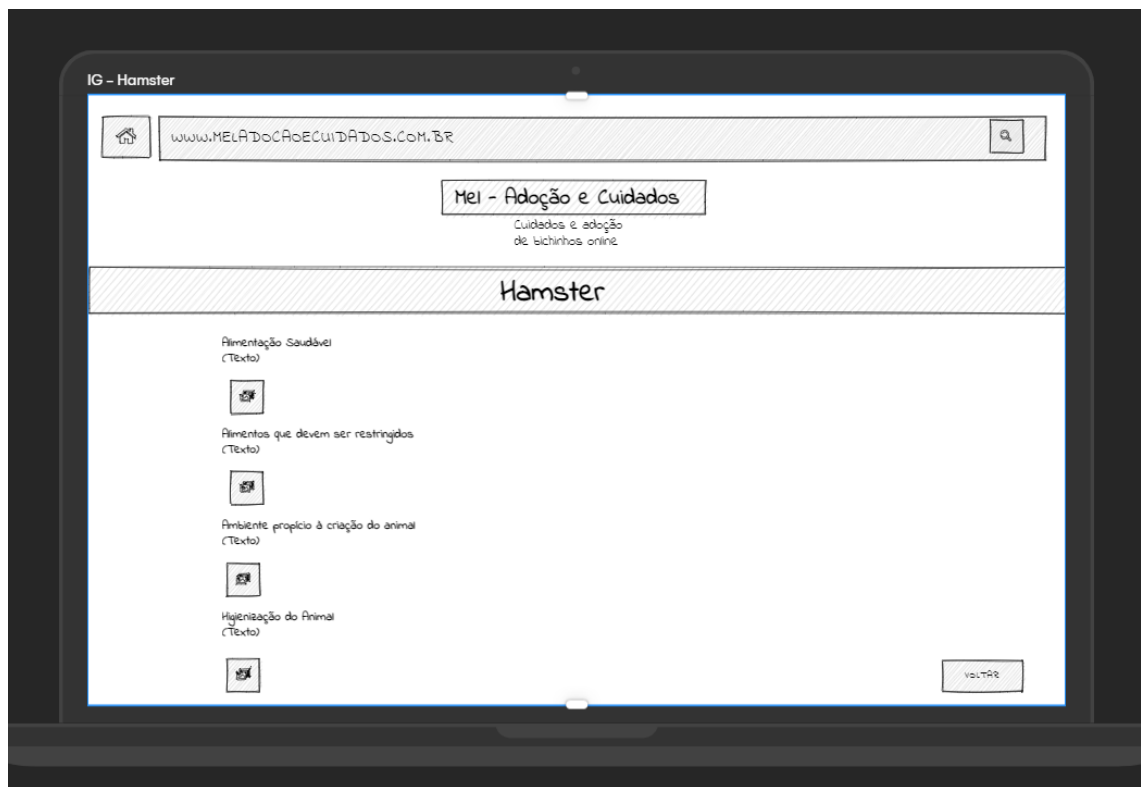 IG - Hamster
WWW.MELADOCAOECUIDADOS.COM.BR
Mel - Adoção e Cuidados
Cuidados e adoção
de bichinhos online
Hamster
Alimentação Saudável
(Texto)
Alimentos que devem ser restringidos
(Texto)
Ambiente propício à criação do animal
(Texto)
Higienização do Animal
(Texto)
VOLTAR